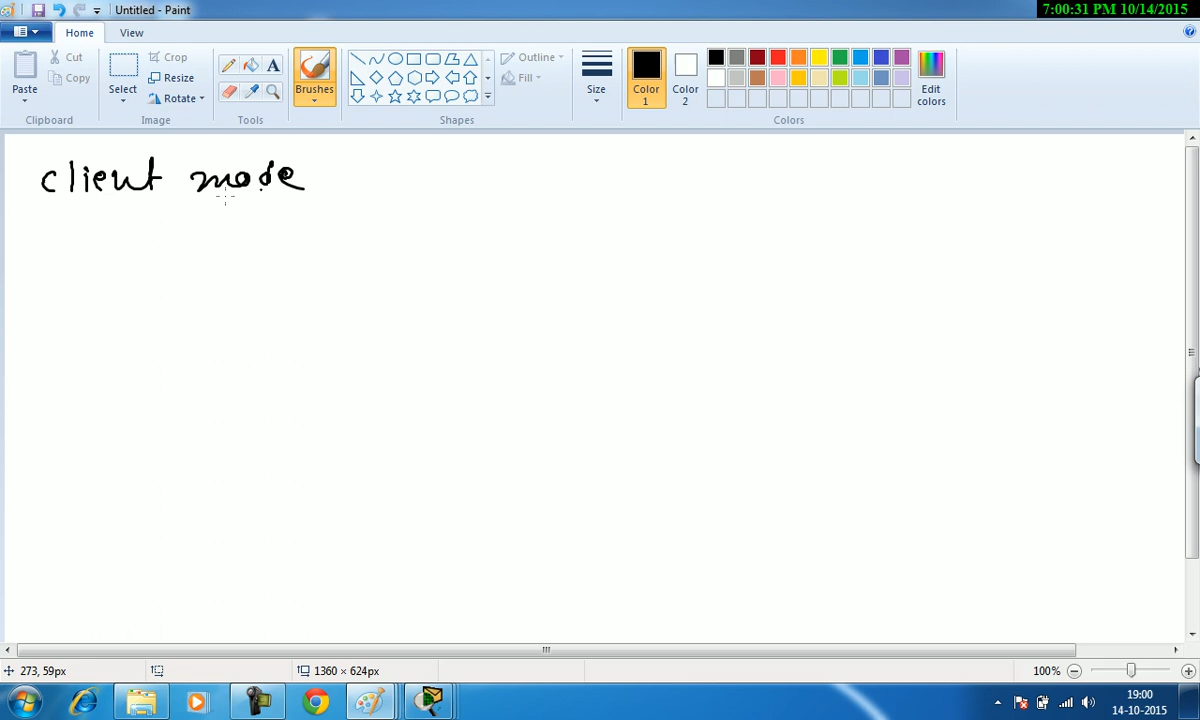 Untitled - Paint
7:00:31 PM 10/14/2015
Home View
Paste
Cut
Copy
Clipboard
Select
Crop
Resize
Rotate
Image
Tools
Brushes
Outline
Fill
Shapes
Size
Color 1
Color 2
Edit colors
Colors
client mode
273, 59px
1360 × 624px
100%
19:00
14-10-2015